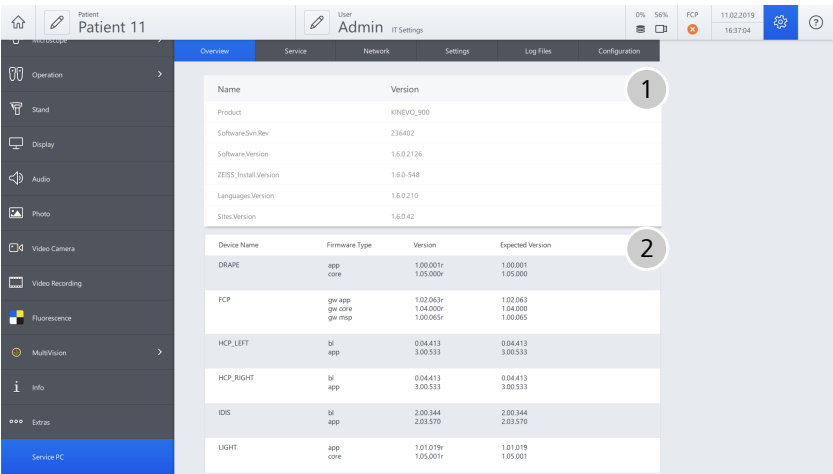 Patient
Patient 11
User
Admin IT Settings
0% 56%
FCP
11.02.2019
16:37:04
Microscope
Operation
Stand
Display
Audio
Photo
Video Camera
Video Recording
Fluorescence
MultiVision
Info
Extras
Service PC
Overview Service Network Settings Log Files Configuration
Name Version
1
Product KINEVO_900
Software.Svn.Rev 236402
Software.Version 1.6.0.2126
ZEISS_Install.Version 1.6.0-548
Languages.Version 1.6.0.210
Sites.Version 1.6.0.42
Device Name Firmware Type Version Expected Version
2
DRAPE app 1.00.001r 1.00.001
core 1.05.000r 1.05.000
FCP gw app 1.02.063r 1.02.063
gw core 1.04.000r 1.04.000
gw msp 1.00.065r 1.00.065
HCP_LEFT bl 0.04.413 0.04.413
app 3.00.533 3.00.533
HCP_RIGHT bl 0.04.413 0.04.413
app 3.00.533 3.00.533
IDIS bl 2.00.344 2.00.344
app 2.03.570 2.03.570
LIGHT app 1.01.019r 1.01.019
core 1.05.001r 1.05.001